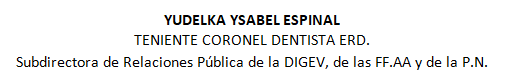 YUDELKA YSABEL ESPINAL
TENIENTE CORONEL DENTISTA ERD.
Subdirectora de Relaciones Pública de la DIGEV, de las FF.AA y de la P.N.